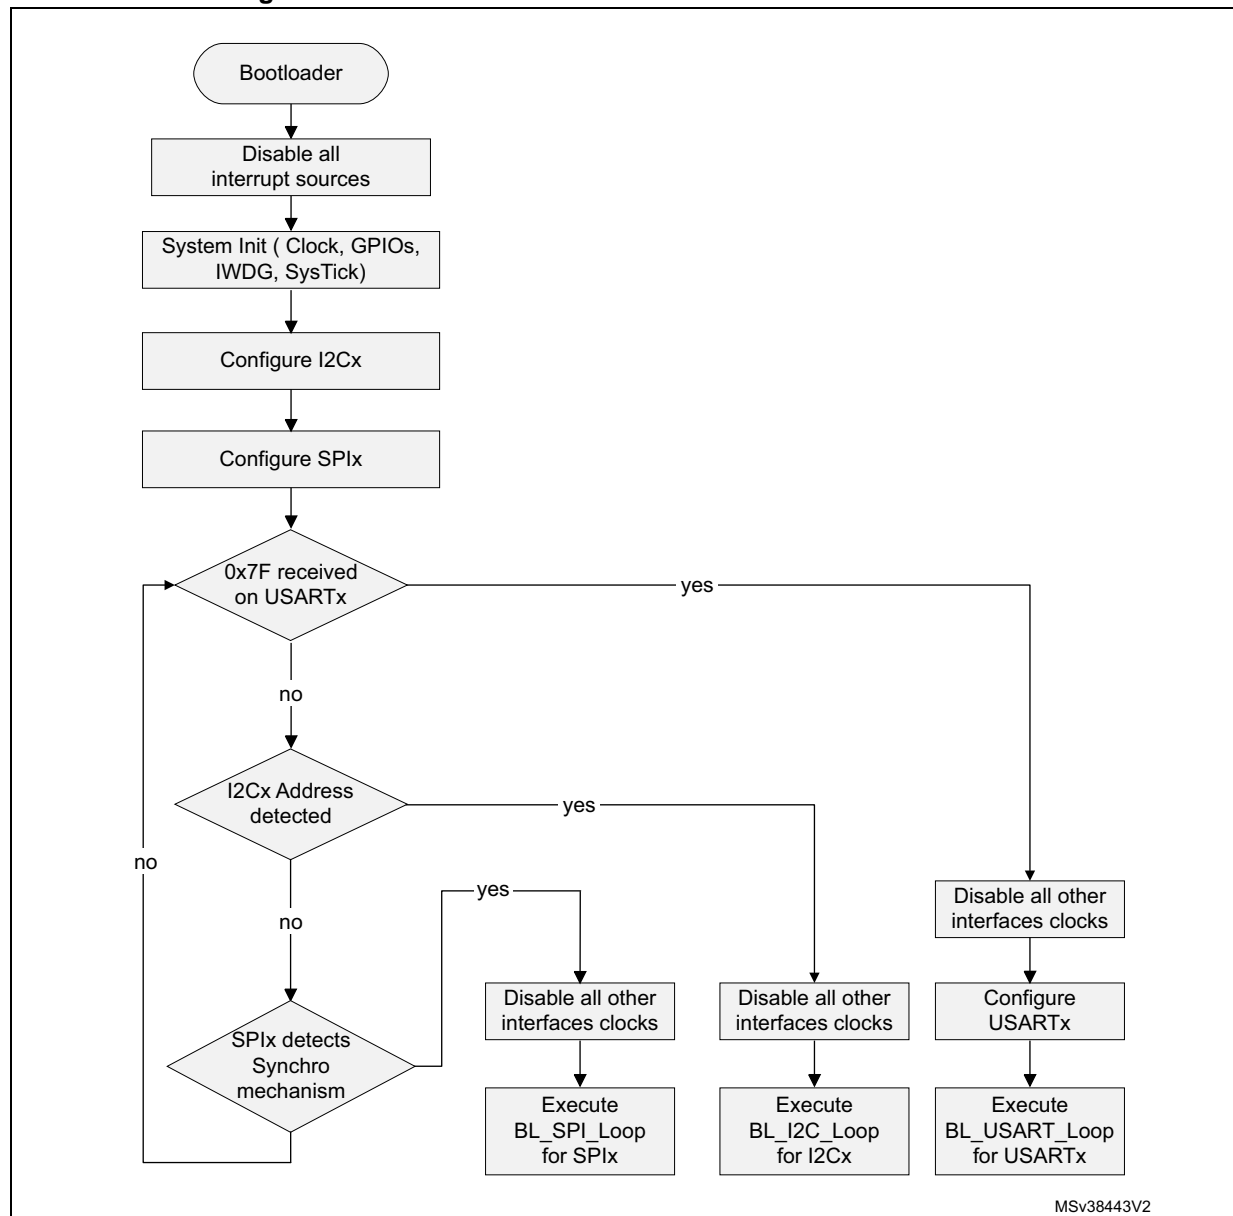 Bootloader
Disable all
interrupt sources
System Init ( Clock, GPIOs,
IWDG, SysTick)
Configure I2Cx
Configure SPIx
0x7F received
on USARTx
yes
no
I2Cx Address
detected
yes
no
no
yes
Disable all other
interfaces clocks
SPIx detects
Synchro
mechanism
Disable all other
interfaces clocks
Disable all other
interfaces clocks
Configure
USARTx
Execute
BL_SPI_Loop
for SPIx
Execute
BL_I2C_Loop
for I2Cx
Execute
BL_USART_Loop
for USARTx
MSv38443V2